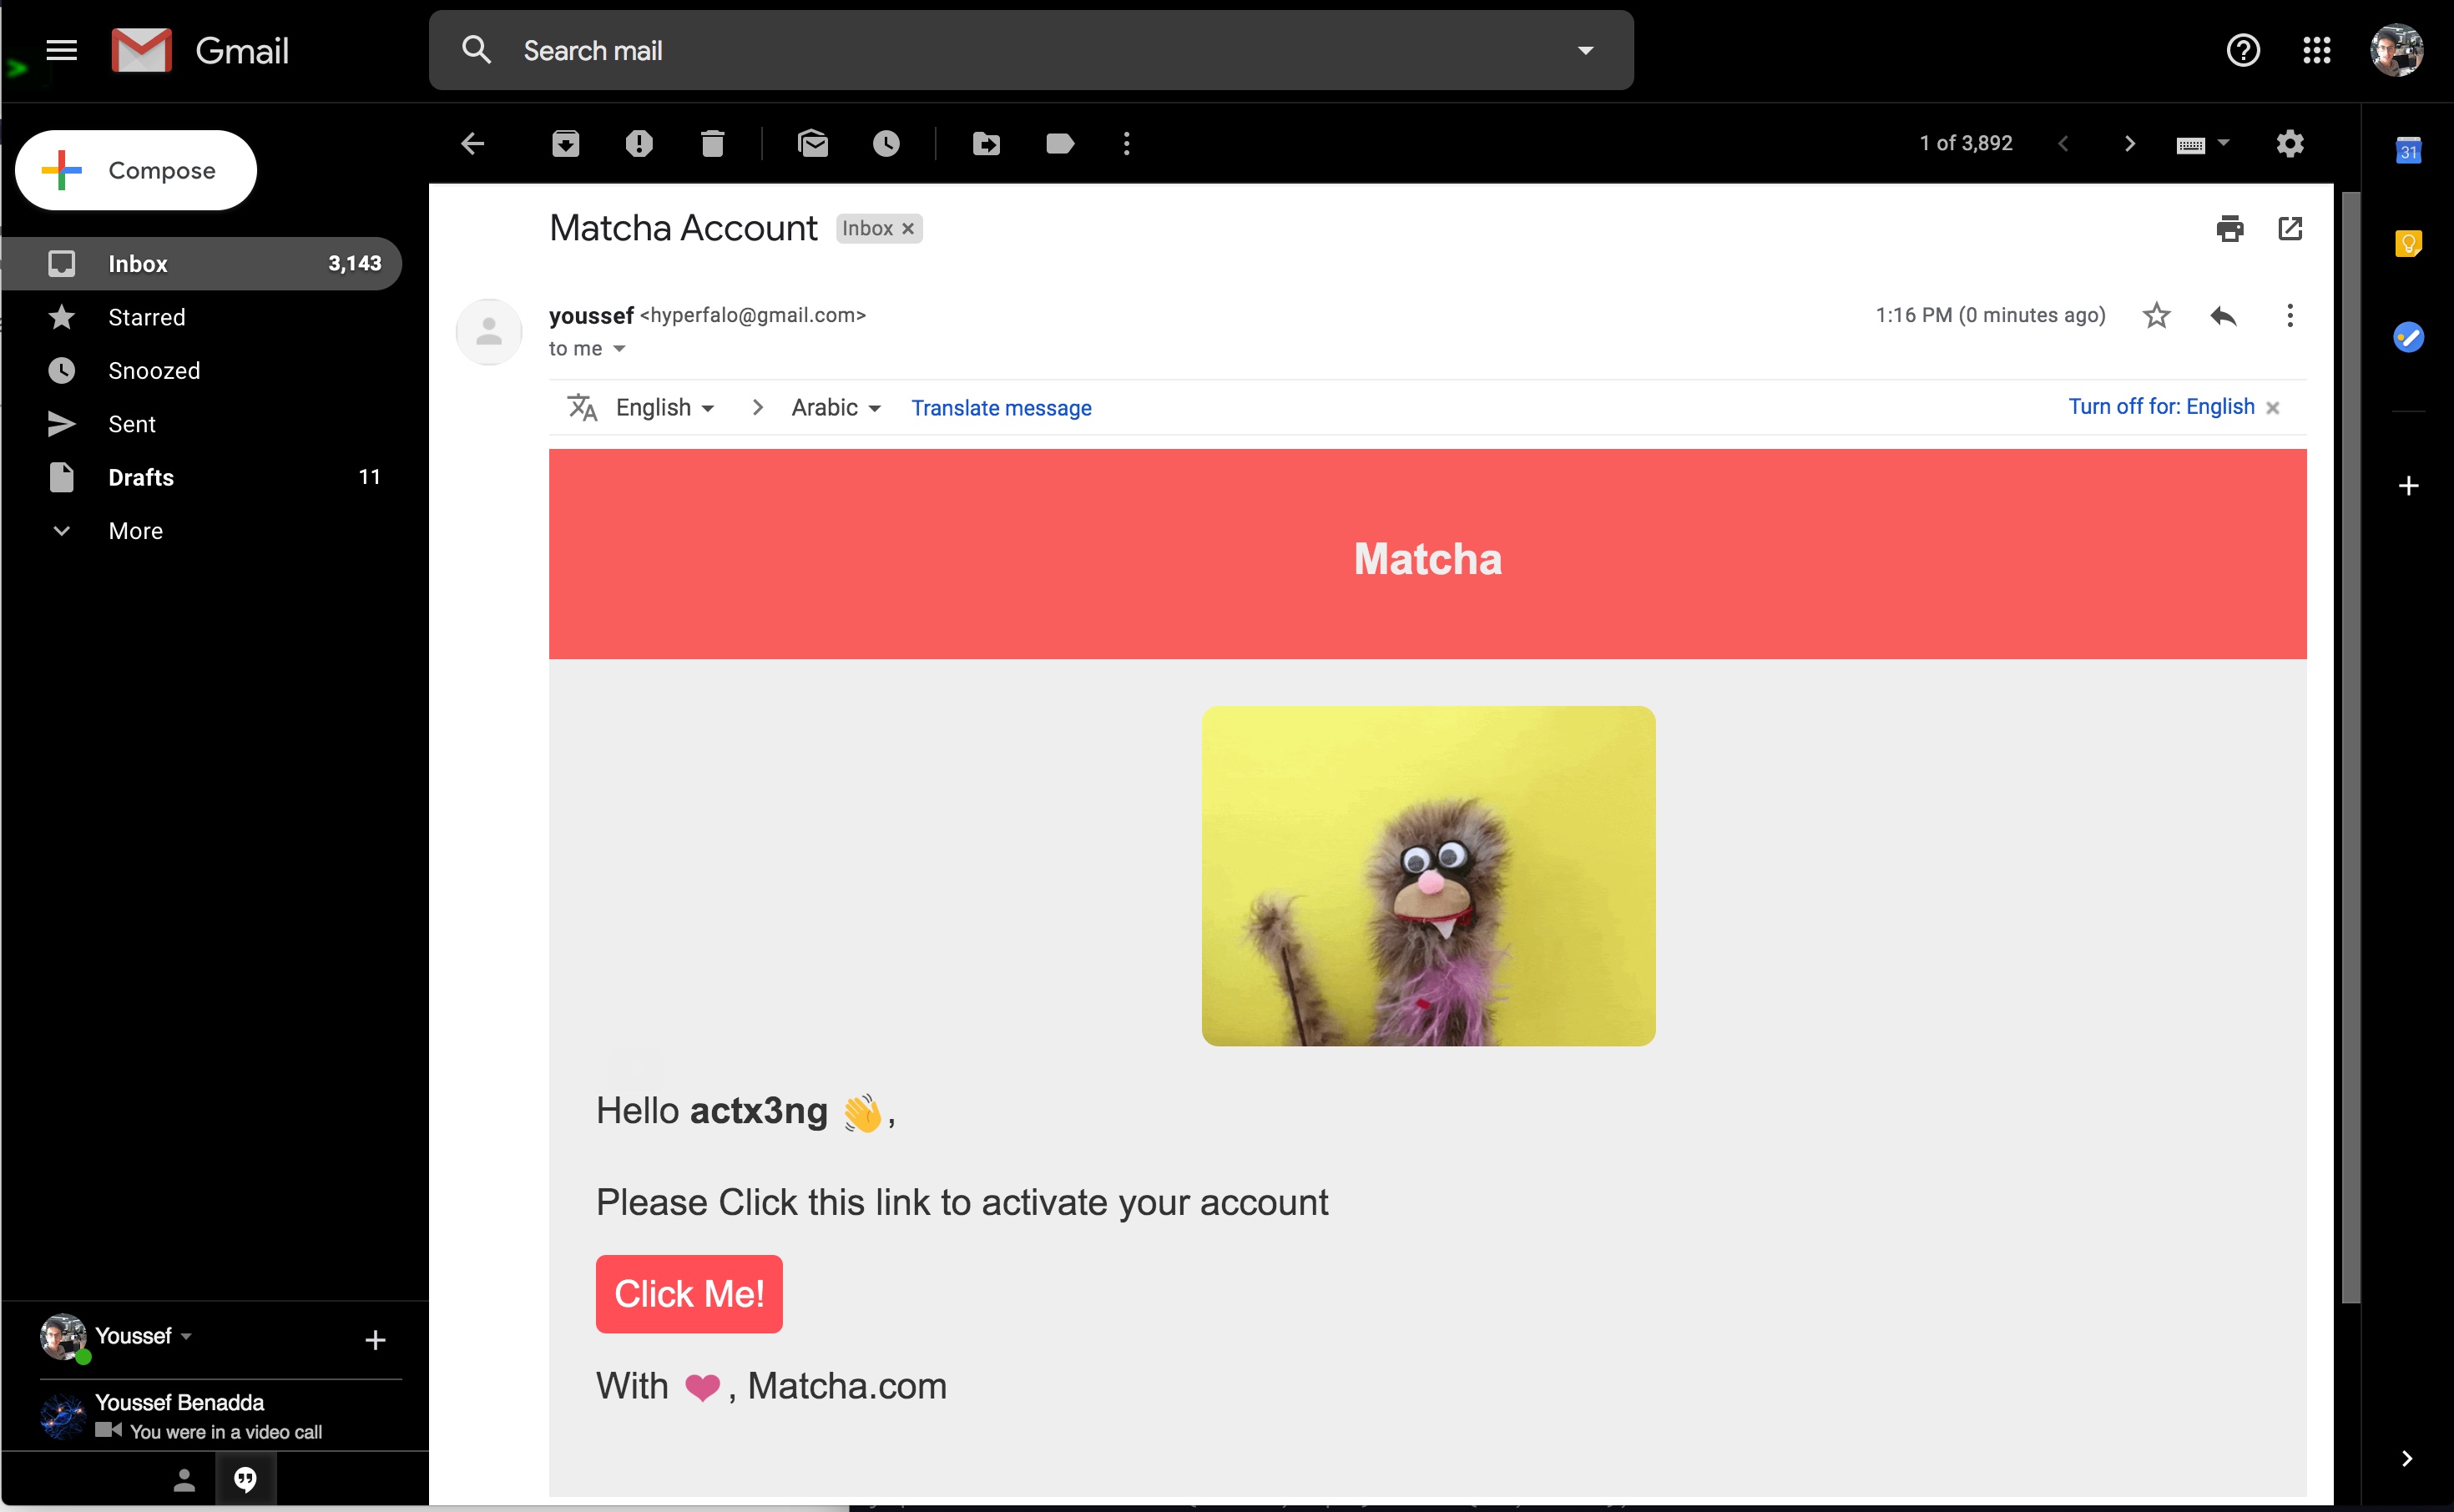 Gmail
Search mail
Compose
1 of 3,892
31
Matcha Account Inbox
Inbox 3,143
Starred
youssef <hyperfalo@gmail.com> 1:16 PM (0 minutes ago)
to me
Snoozed
English Arabic Translate message Turn off for: English
Sent
Drafts 11
More
Matcha
Hello actx3ng 👋,
Please Click this link to activate your account
Click Me!
With ❤, Matcha.com
Youssef
Youssef Benadda
You were in a video call